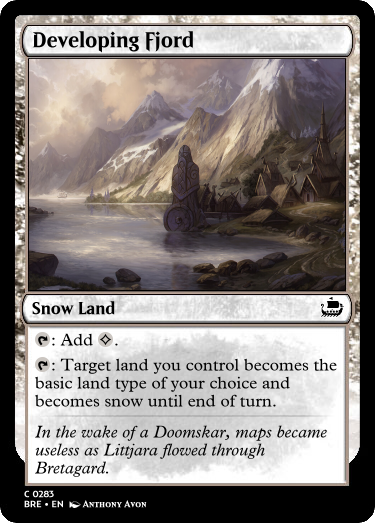 Developing Fjord
Snow Land
: Add .
: Target land you control becomes the
basic land type of your choice and
becomes snow until end of turn.
In the wake of a Doomskar, maps became
useless as Littjara flowed through
Bretagard.
C 0283
BRE • EN Anthony Avon